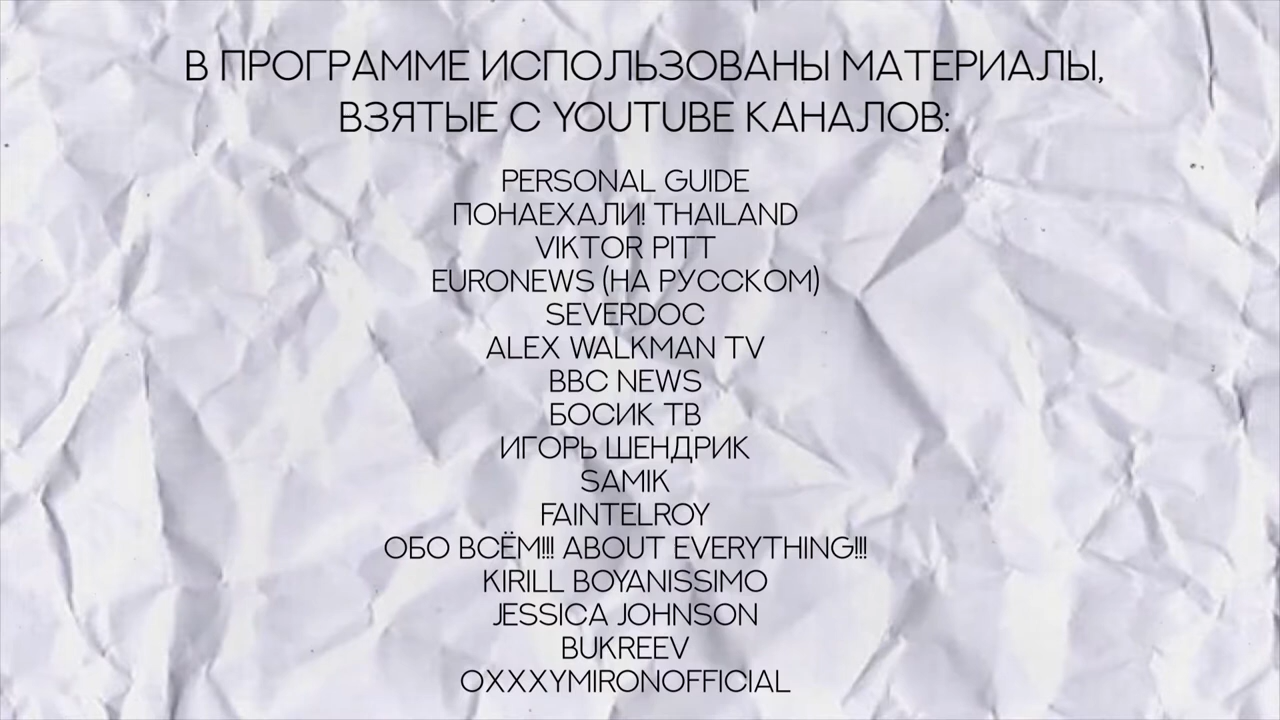 В ПРОГРАММЕ ИСПОЛЬЗОВАНЫ МАТЕРИАЛЫ,
ВЗЯТЫЕ С YOUTUBE КАНАЛОВ:
PERSONAL GUIDE
ПОНАЕХАЛИ! THAILAND
VIKTOR PITT
EURONEWS (НА РУССКОМ)
SEVERDOC
ALEX WALKMAN TV
BBC NEWS
БОСИК ТВ
ИГОРЬ ШЕНДРИК
SAMIK
FAINTELROY
ОБО ВСЁМ!!! ABOUT EVERYTHING!!!
KIRILL BOYANISSIMO
JESSICA JOHNSON
BUKREEV
OXXXYMIRONOFFICIAL